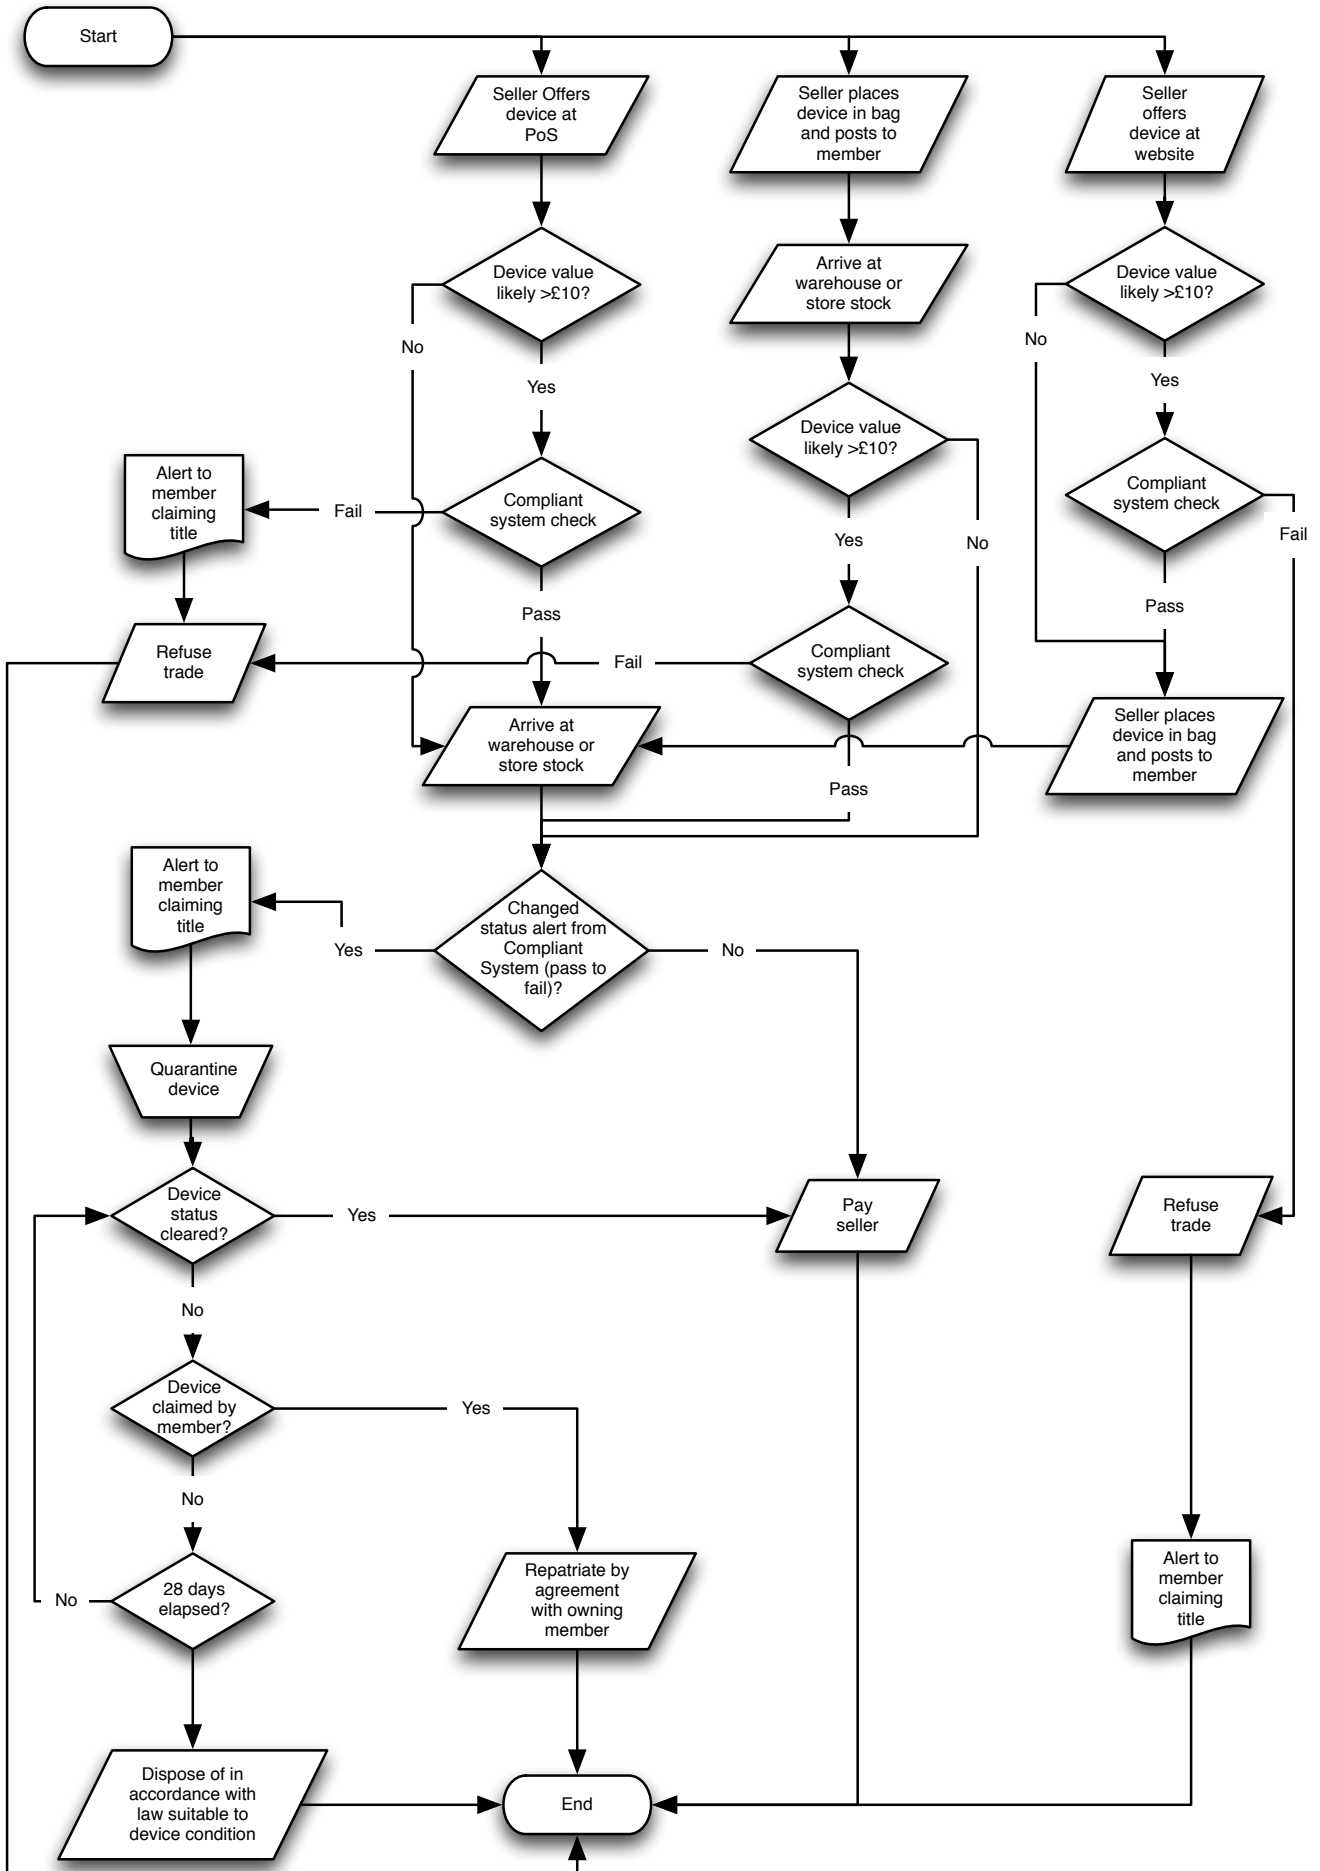 Start
Seller Offers
device at
PoS
Seller places
device in bag
and posts to
member
Seller
offers
device at
website
Device value
likely >£10?
Arrive at
warehouse or
store stock
Device value
likely >£10?
No
Yes
No
Yes
Device value
likely >£10?
Alert to
member
claiming
title
Fail
Compliant
system check
Compliant
system check
Yes
No
Fail
Pass
Pass
Refuse
trade
Fail
Compliant
system check
Arrive at
warehouse or
store stock
Seller places
device in bag
and posts to
member
Pass
Alert to
member
claiming
title
Yes
Changed
status alert from
Compliant
System (pass to
fail)?
No
Quarantine
device
Device
status
cleared?
Yes
Pay
seller
Refuse
trade
No
Device
claimed by
member?
Yes
No
No
28 days
elapsed?
Repatriate by
agreement
with owning
member
Alert to
member
claiming
title
Dispose of in
accordance with
law suitable to
device condition
End